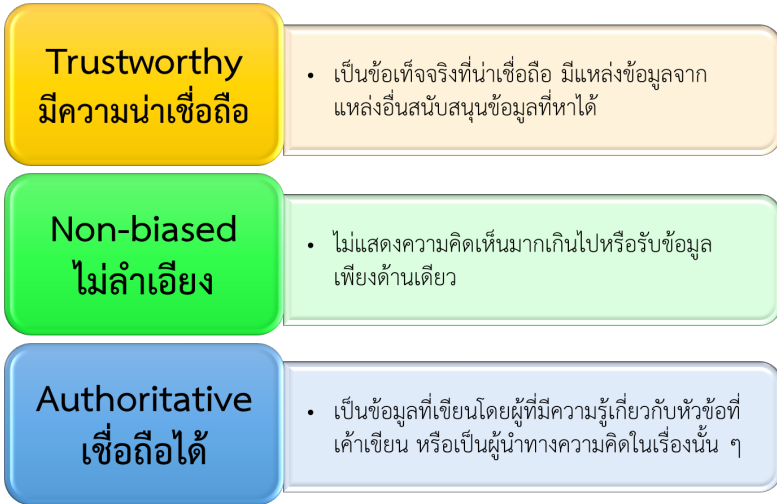 Trustworthy
มีความน่าเชื่อถือ
• เป็นข้อเท็จจริงที่น่าเชื่อถือ มีแหล่งข้อมูลจาก
แหล่งอื่นสนับสนุนข้อมูลที่หาได้
Non-biased
ไม่ลำเอียง
• ไม่แสดงความคิดเห็นมากเกินไปหรือรับข้อมูล
เพียงด้านเดียว
Authoritative
เชื่อถือได้
• เป็นข้อมูลที่เขียนโดยผู้ที่มีความรู้เกี่ยวกับหัวข้อที่
เค้าเขียน หรือเป็นผู้นำทางความคิดในเรื่องนั้น ๆ